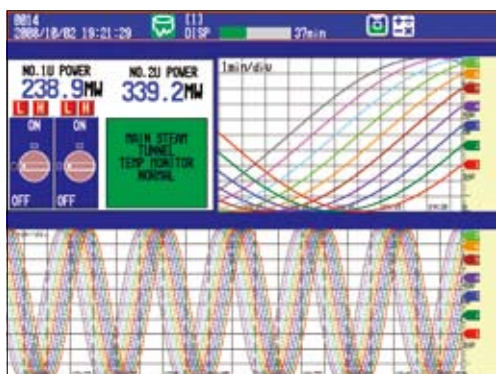 0014
2008/10/02 19:21:29
[1]
DISP
37min
NO.1U POWER
238.9MW
L H L H
NO.2U POWER
339.2MW
ON ON
OFF OFF
MAIN STEAM
TUNNEL
TEMP MONITOR
NORMAL
1min/div